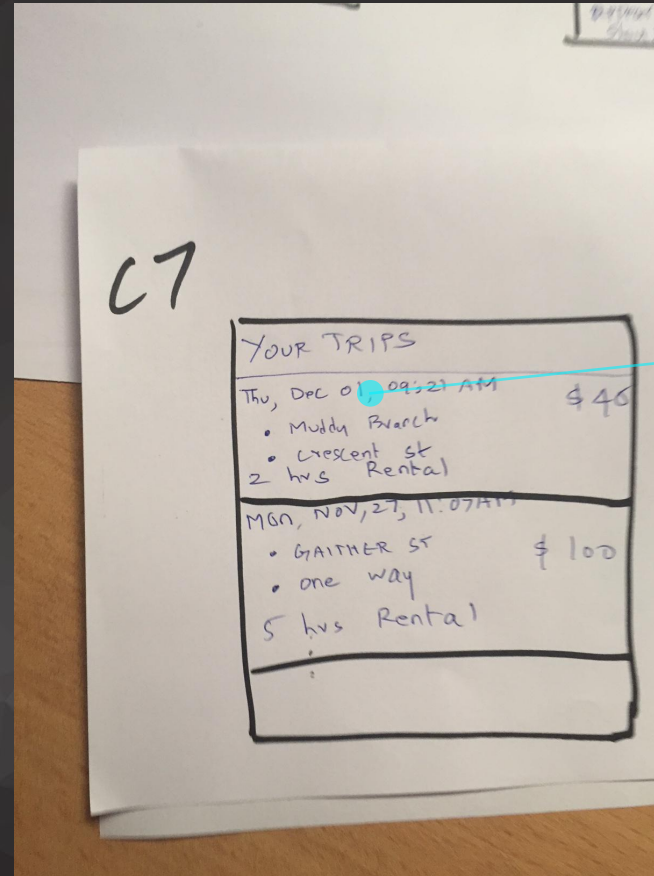 C7
YOUR TRIPS
Thu, Dec 01, 09:21 AM
$40
• Muddy Branch
• Crescent St
2 hrs Rental
MON, NOV, 27, 11:07AM
• GAITHER ST
$100
• one way
5 hrs Rental